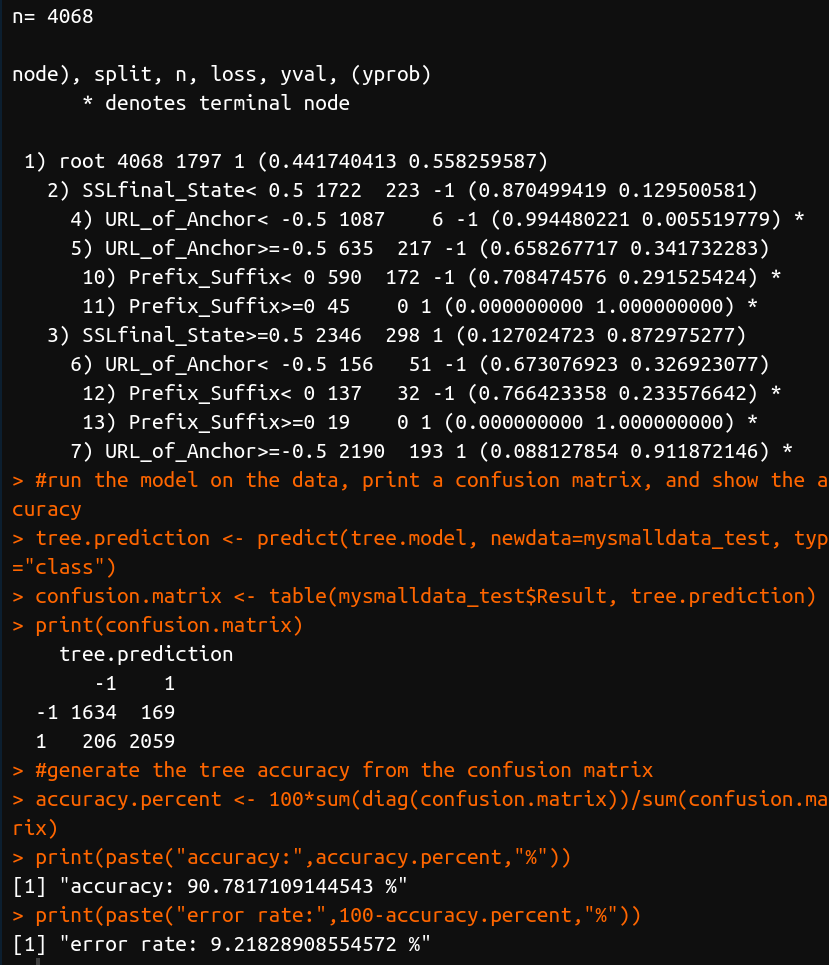 n= 4068

node), split, n, loss, yval, (yprob)
      * denotes terminal node

 1) root 4068 1797 1 (0.441740413 0.558259587)
   2) SSLfinal_State< 0.5 1722  223 -1 (0.870499419 0.129500581)
     4) URL_of_Anchor< -0.5 1087    6 -1 (0.994480221 0.005519779) *
     5) URL_of_Anchor>=-0.5 635  217 -1 (0.658267717 0.341732283)
      10) Prefix_Suffix< 0 590  172 -1 (0.708474576 0.291525424) *
      11) Prefix_Suffix>=0 45    0 1 (0.000000000 1.000000000) *
   3) SSLfinal_State>=0.5 2346  298 1 (0.127024723 0.872975277)
     6) URL_of_Anchor< -0.5 156   51 -1 (0.673076923 0.326923077)
      12) Prefix_Suffix< 0 137   32 -1 (0.766423358 0.233576642) *
      13) Prefix_Suffix>=0 19    0 1 (0.000000000 1.000000000) *
     7) URL_of_Anchor>=-0.5 2190  193 1 (0.088127854 0.911872146) *
> #run the model on the data, print a confusion matrix, and show the a
curacy
> tree.prediction <- predict(tree.model, newdata=mysmalldata_test, typ
="class")
> confusion.matrix <- table(mysmalldata_test$Result, tree.prediction)
> print(confusion.matrix)
    tree.prediction
       -1    1
  -1 1634  169
  1   206 2059
> #generate the tree accuracy from the confusion matrix
> accuracy.percent <- 100*sum(diag(confusion.matrix))/sum(confusion.ma
rix)
> print(paste("accuracy:",accuracy.percent,"%"))
[1] "accuracy: 90.7817109144543 %"
> print(paste("error rate:",100-accuracy.percent,"%"))
[1] "error rate: 9.21828908554572 %"